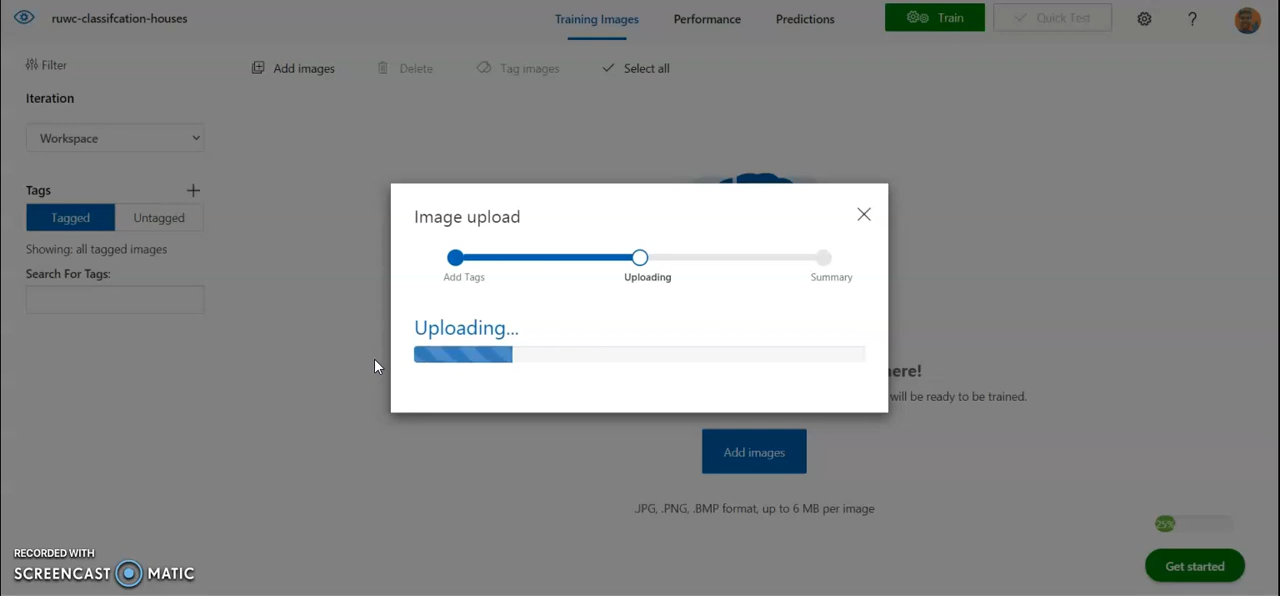 ruwc-classifcation-houses
Training Images
Performance
Predictions
Train
Quick Test
?
Filter
Add images
Delete
Tag images
Select all
Iteration
Workspace
Tags
Tagged
Untagged
Showing: all tagged images
Search For Tags:
Image upload
Add Tags
Uploading
Summary
Uploading...
here!
will be ready to be trained.
Add images
.JPG, .PNG, .BMP format, up to 6 MB per image
25%
Get started
RECORDED WITH
SCREENCAST MATIC